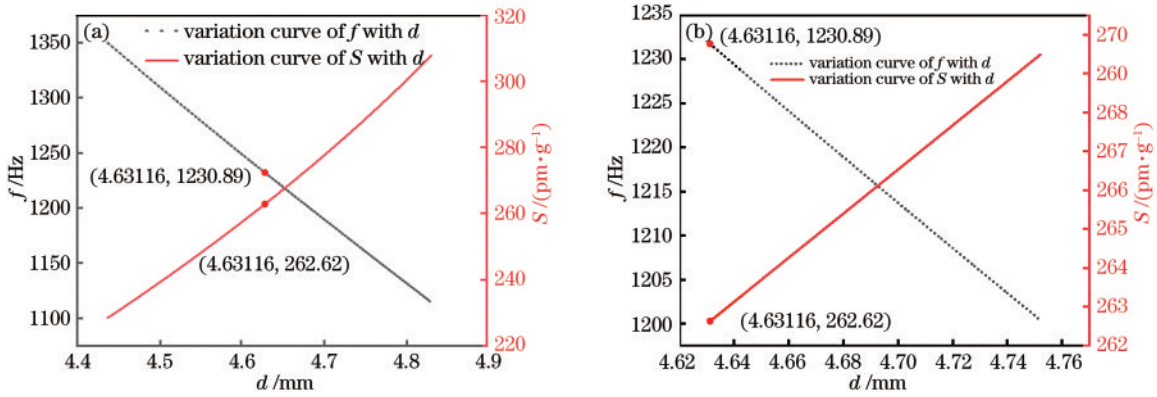 (a)
variation curve of f with d
variation curve of S with d
1350
1300
1250
1200
1150
1100
f /Hz
(4.63116, 1230.89)
(4.63116, 262.62)
320
300
270
260
240
220
S /(pm·g⁻¹)
4.4 4.5 4.6 4.7 4.8 4.9
d /mm
(b)
(4.63116, 1230.89)
variation curve of f with d
variation curve of S with d
1235
1230
1225
1220
1215
1210
1205
1200
f /Hz
(4.63116, 262.62)
270
260
268
267
266
265
264
263
262
S /(pm·g⁻¹)
4.62 4.64 4.66 4.68 4.70 4.72 4.74 4.76
d /mm